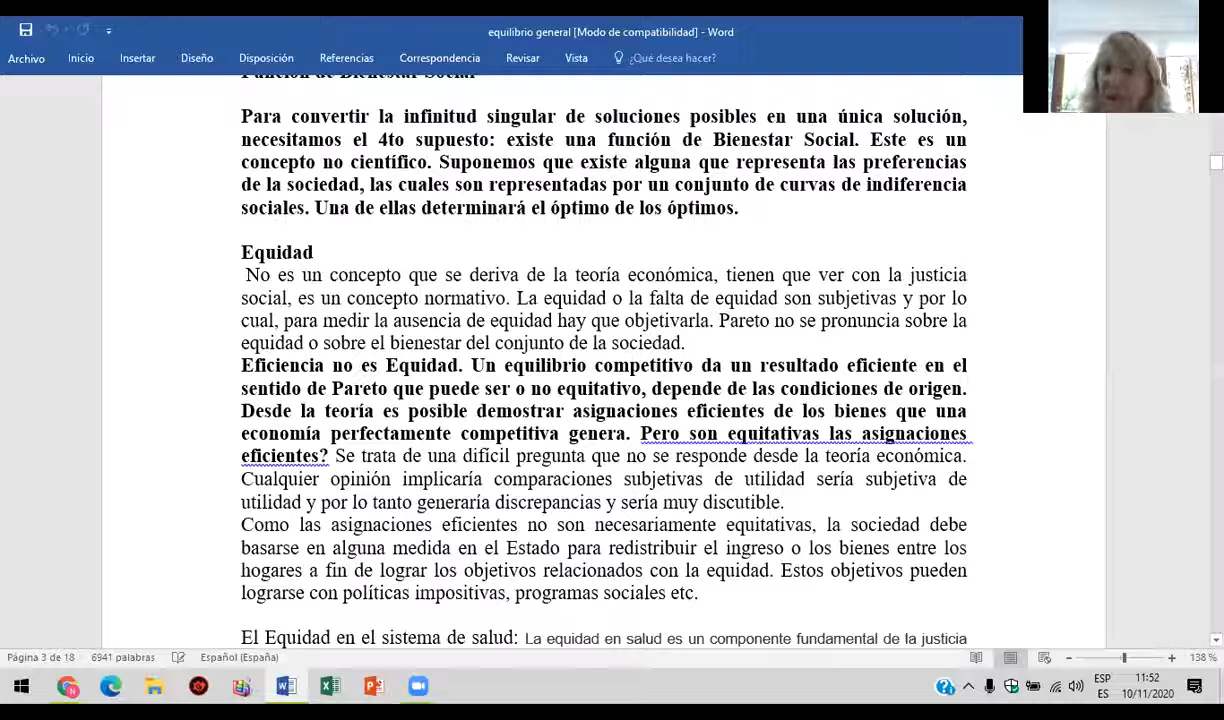 equilibrio general [Modo de compatibilidad] - Word
Archivo Inicio Insertar Diseño Disposición Referencias Correspondencia Revisar Vista ¿Qué desea hacer?
Función de Bienestar Social
Para convertir la infinitud singular de soluciones posibles en una única solución,
necesitamos el 4to supuesto: existe una función de Bienestar Social. Este es un
concepto no científico. Suponemos que existe alguna que representa las preferencias
de la sociedad, las cuales son representadas por un conjunto de curvas de indiferencia
sociales. Una de ellas determinará el óptimo de los óptimos.
Equidad
No es un concepto que se deriva de la teoría económica, tienen que ver con la justicia
social, es un concepto normativo. La equidad o la falta de equidad son subjetivas y por lo
cual, para medir la ausencia de equidad hay que objetivarla. Pareto no se pronuncia sobre la
equidad o sobre el bienestar del conjunto de la sociedad.
Eficiencia no es Equidad. Un equilibrio competitivo da un resultado eficiente en el
sentido de Pareto que puede ser o no equitativo, depende de las condiciones de origen.
Desde la teoría es posible demostrar asignaciones eficientes de los bienes que una
economía perfectamente competitiva genera. Pero son equitativas las asignaciones
eficientes? Se trata de una difícil pregunta que no se responde desde la teoría económica.
Cualquier opinión implicaría comparaciones subjetivas de utilidad sería subjetiva de
utilidad y por lo tanto generaría discrepancias y sería muy discutible.
Como las asignaciones eficientes no son necesariamente equitativas, la sociedad debe
basarse en alguna medida en el Estado para redistribuir el ingreso o los bienes entre los
hogares a fin de lograr los objetivos relacionados con la equidad. Estos objetivos pueden
lograrse con políticas impositivas, programas sociales etc.
El Equidad en el sistema de salud: La equidad en salud es un componente fundamental de la justicia
Página 3 de 18 6941 palabras Español (España) 138 %
ESP 11:52
ES 10/11/2020